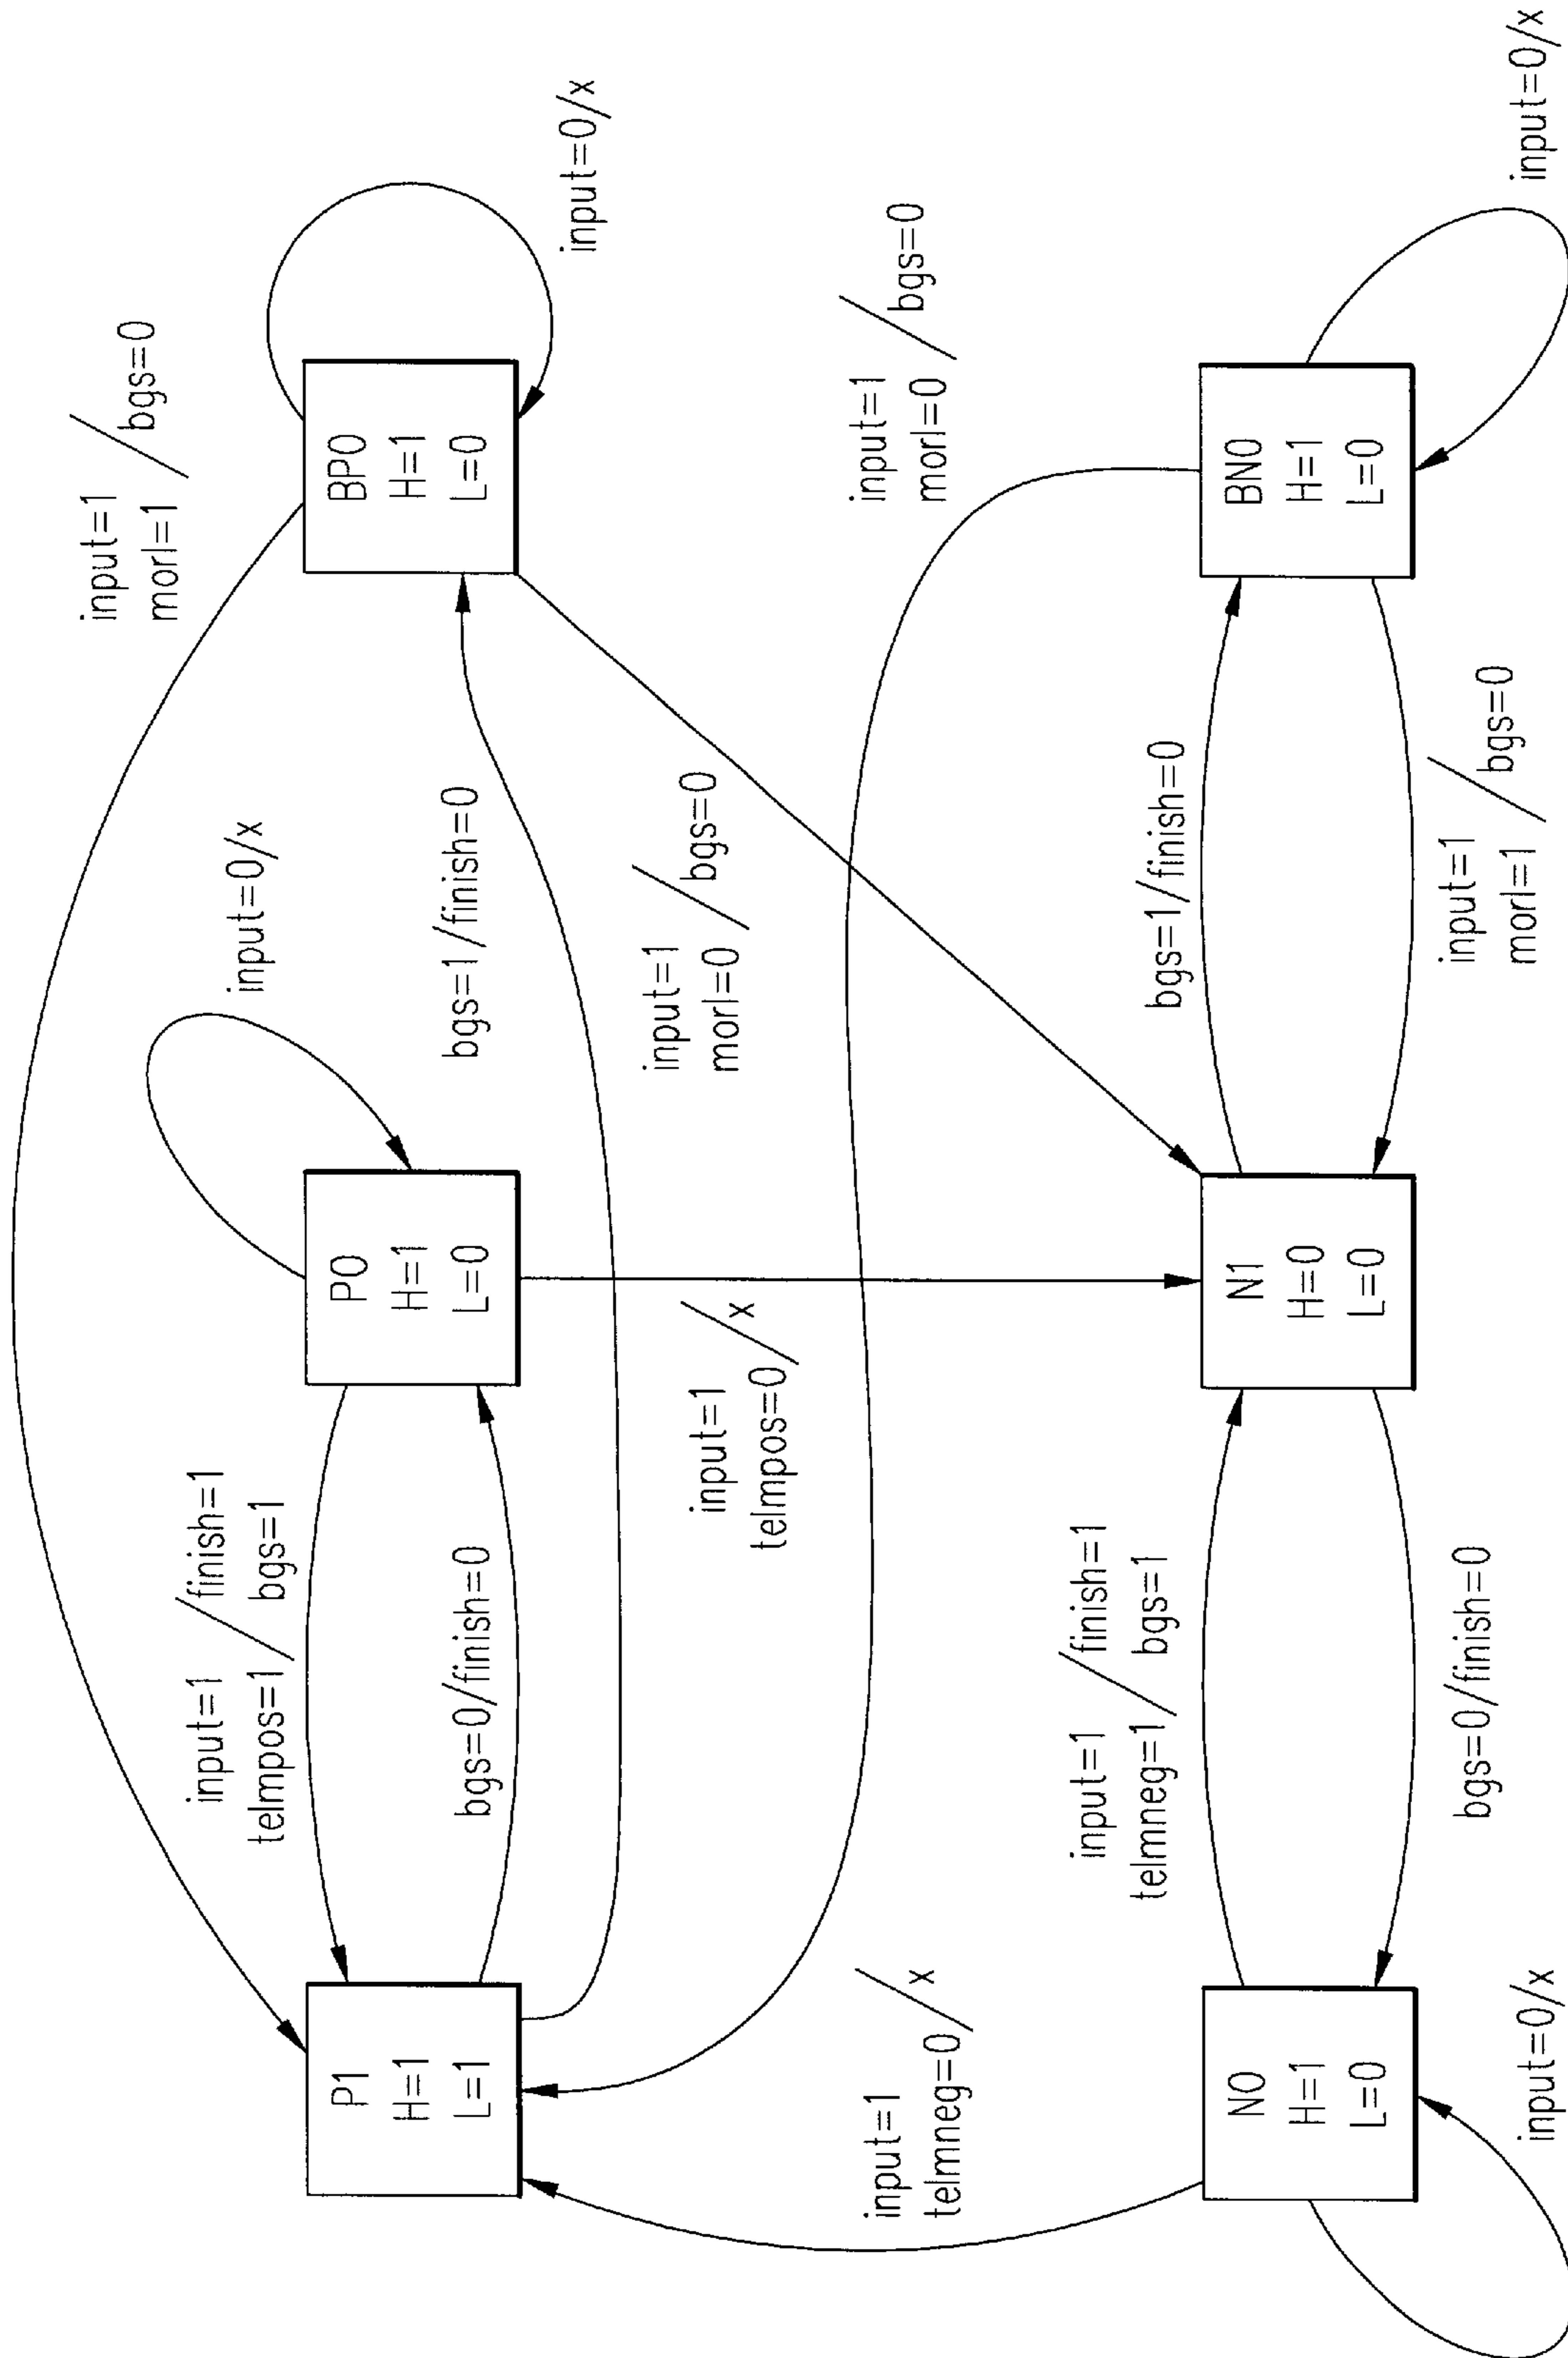 input=1
morl=1
/
bgs=0
input=0/x
input=0/x
BP0
H=1
L=0
P0
H=1
L=0
P1
H=1
L=1
input=1
telmpos=1
/
finish=1
bgs=1
bgs=0/finish=0
bgs=1/finish=0
input=1
telmpos=0
/
x
input=1
morl=0
/
bgs=0
input=1
morl=0
/
bgs=0
input=1
telmneg=0
/
x
input=1
telmneg=1
/
finish=1
bgs=1
bgs=1/finish=0
N0
H=1
L=0
N1
H=0
L=0
BN0
H=1
L=0
input=0/x
bgs=0/finish=0
input=1
morl=1
/
bgs=0
input=0/x